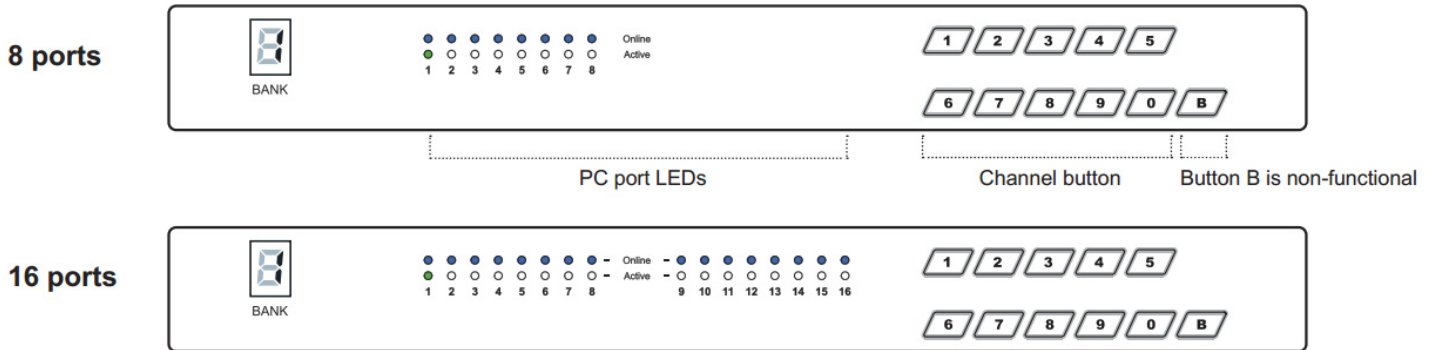 8 ports
1
BANK
Online
Active
1 2 3 4 5 6 7 8
1 2 3 4 5
6 7 8 9 0 B
PC port LEDs
Channel button
Button B is non-functional
16 ports
1
BANK
- Online -
- Active -
1 2 3 4 5 6 7 8 9 10 11 12 13 14 15 16
1 2 3 4 5
6 7 8 9 0 B